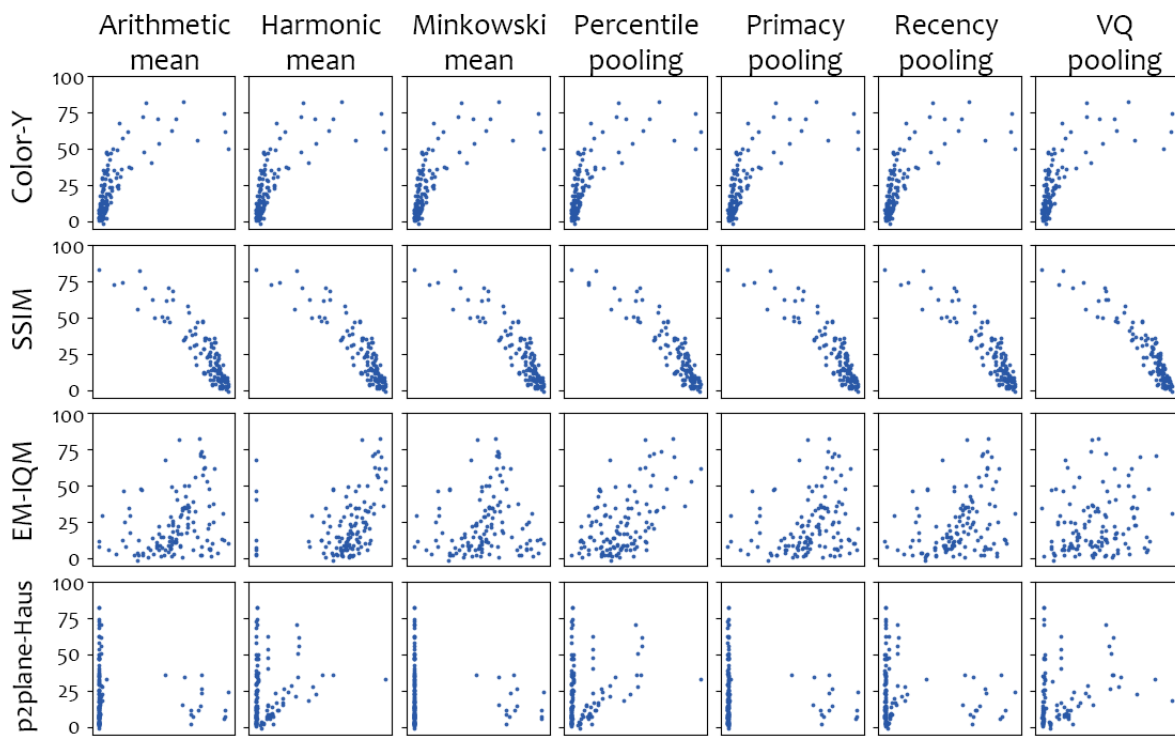 Arithmetic mean
Harmonic mean
Minkowski mean
Percentile pooling
Primacy pooling
Recency pooling
VQ pooling
Color-Y
100
75
50
25
0
SSIM
100
75
50
25
0
EM-IQM
100
75
50
25
0
p2plane-Haus
100
75
50
25
0